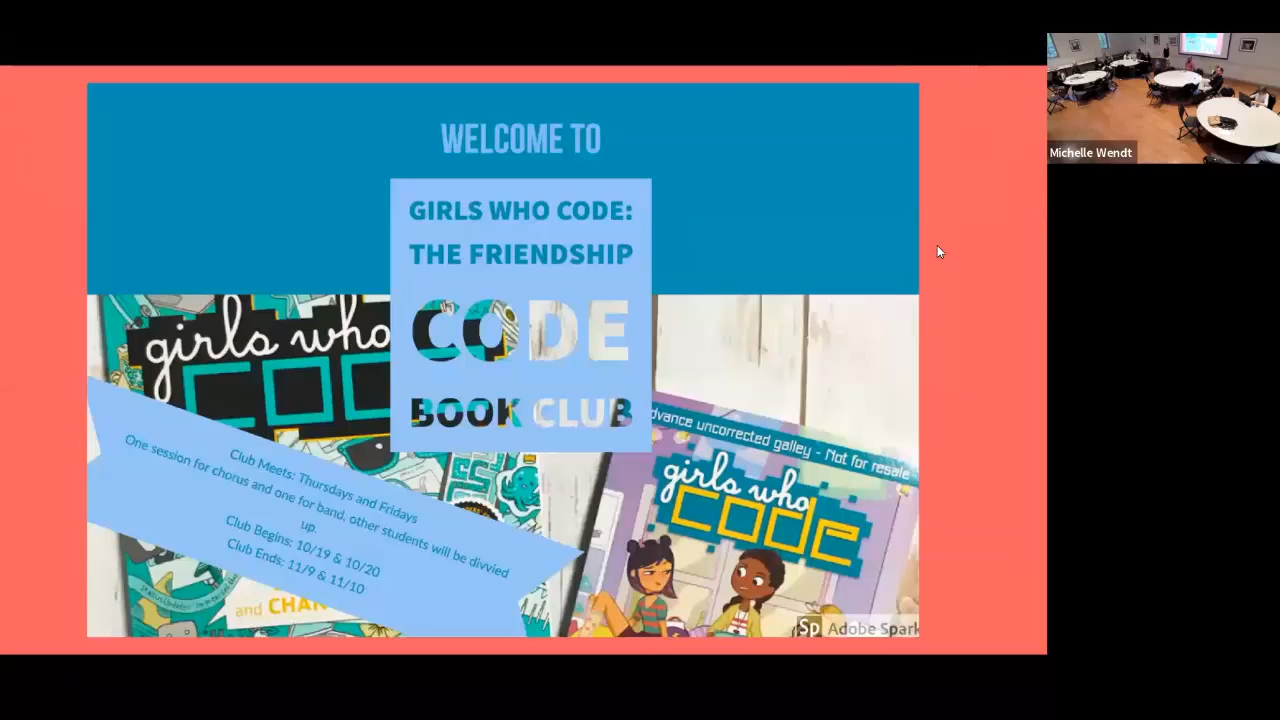 WELCOME TO
GIRLS WHO CODE:
THE FRIENDSHIP
CODE
BOOK CLUB
girls who
CODE
Club Meets: Thursdays and Fridays
One session for chorus and one for band, other students will be divvied
up.
Club Begins: 10/19 & 10/20
Club Ends: 11/9 & 11/10
and
advance uncorrected galley - Not for resale
girls who
code
Sp Adobe Spark
Michelle Wendt